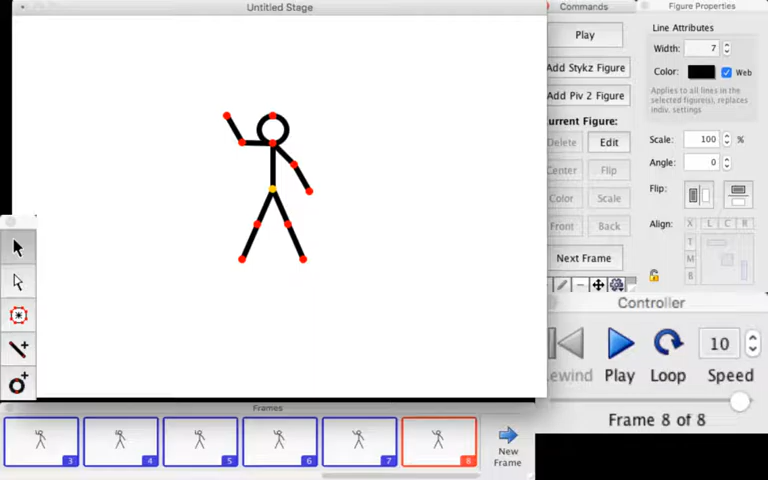 Untitled Stage
Commands
Play
Add Stykz Figure
Add Piv 2 Figure
urrent Figure:
Delete
Edit
Center
Flip
Color
Scale
Front
Back
Next Frame
Figure Properties
Line Attributes
Width: 7
Color:
Web
Applies to all lines in the
selected figure(s), replaces
indiv. settings
Scale: 100 %
Angle: 0
Flip:
Align: X L C R
T
M
B
Controller
ewind
Play
Loop
10
Speed
Frame 8 of 8
Frames
3
4
5
6
7
8
New
Frame